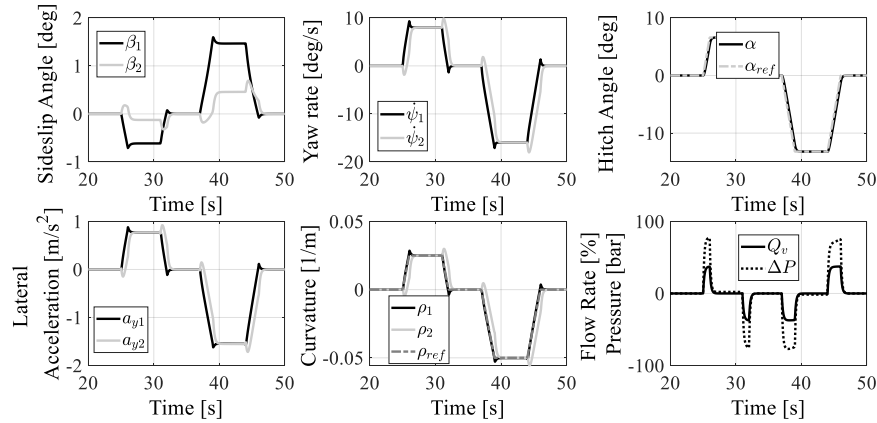 Sideslip Angle [deg]
2
1
0
-1
20 30 40 50
Time [s]
β1
β2
Yaw rate [deg/s]
10
0
-10
-20
20 30 40 50
Time [s]
ψ̇1
ψ̇2
Hitch Angle [deg]
10
0
-10
20 30 40 50
Time [s]
α
αref
Lateral
Acceleration [m/s²]
1
0
-1
-2
20 30 40 50
Time [s]
ay1
ay2
Curvature [1/m]
0.05
0
-0.05
20 30 40 50
Time [s]
ρ1
ρ2
ρref
Flow Rate [%]
Pressure [bar]
100
50
0
-50
-100
20 30 40 50
Time [s]
Qv
ΔP